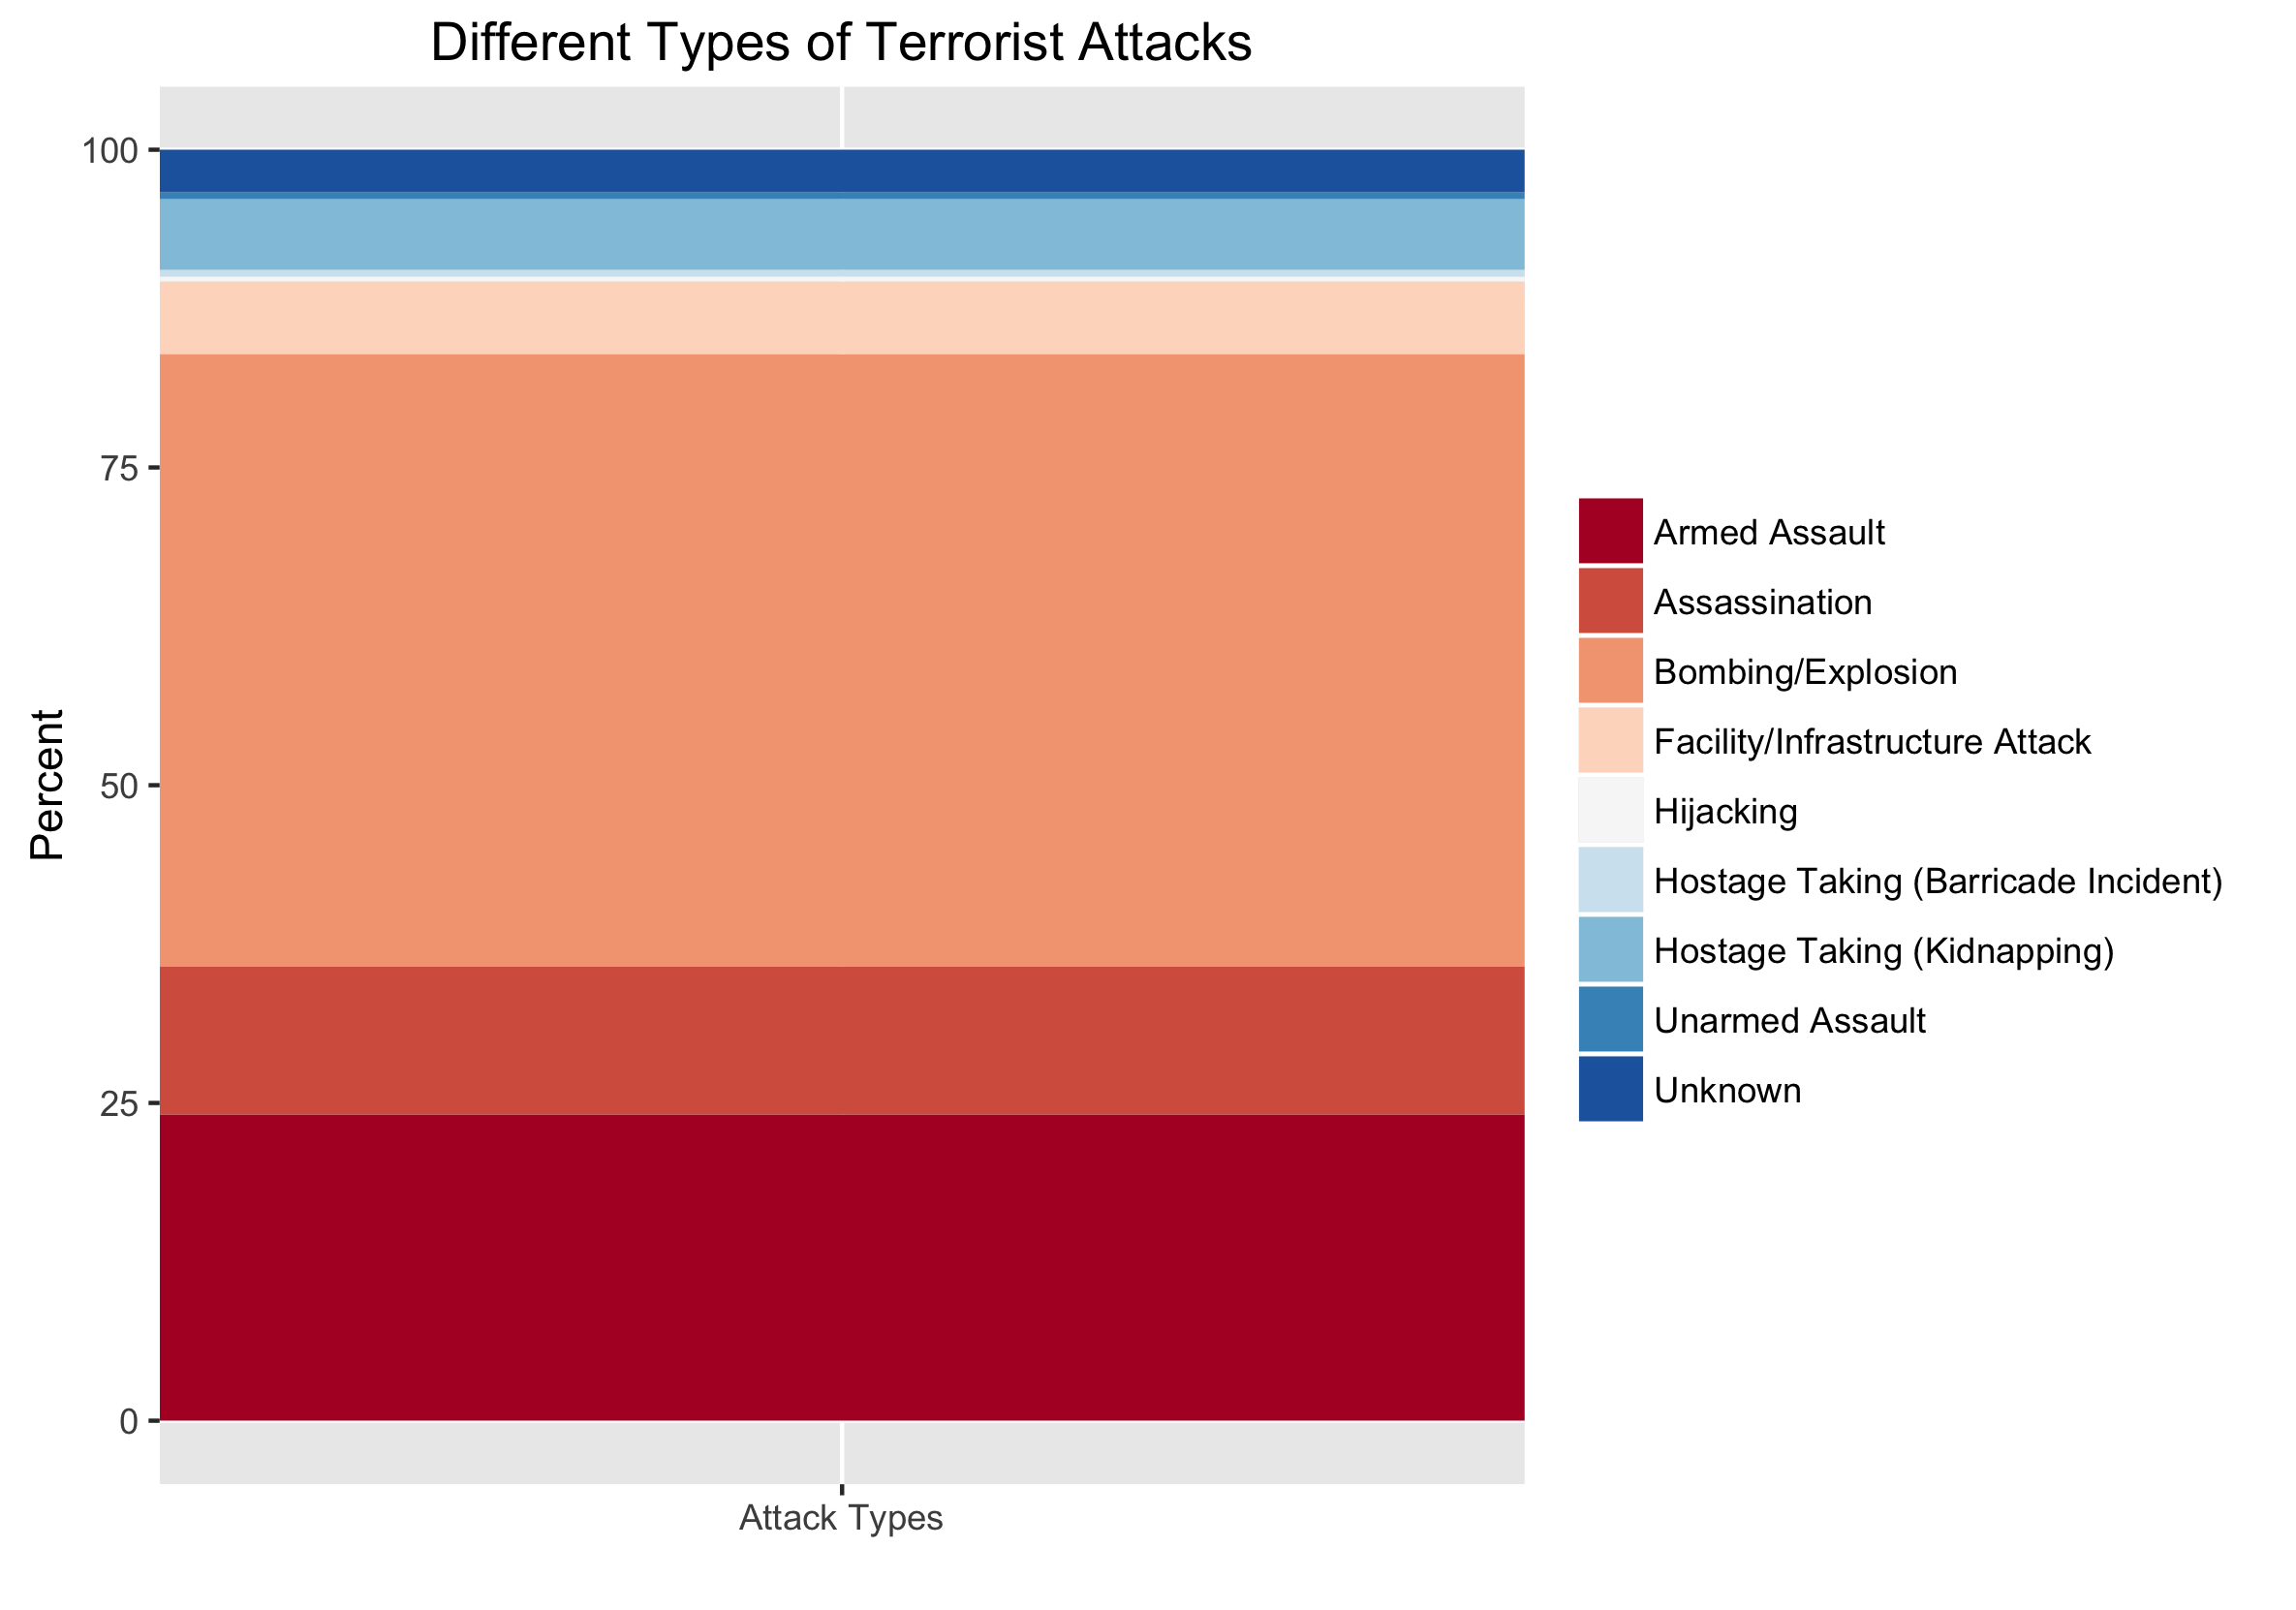 Different Types of Terrorist Attacks
100
75
50
25
0
Percent
Attack Types
Armed Assault
Assassination
Bombing/Explosion
Facility/Infrastructure Attack
Hijacking
Hostage Taking (Barricade Incident)
Hostage Taking (Kidnapping)
Unarmed Assault
Unknown